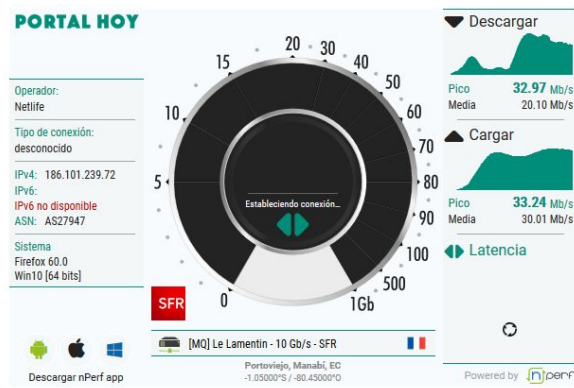 PORTAL HOY
Operador:
Netlife
Tipo de conexión:
desconocido
IPv4: 186.101.239.72
IPv6:
IPv6 no disponible
ASN: AS27947
Sistema
Firefox 60.0
Win10 [64 bits]
Descargar nPerf app
0
5
10
15
20
30
40
50
60
70
80
90
100
500
1Gb
Estableciendo conexión...
SFR
[MQ] Le Lamentin - 10 Gb/s - SFR
Portoviejo, Manabí, EC
-1.05000°S / -80.45000°O
Descargar
Pico 32.97 Mb/s
Media 20.10 Mb/s
Cargar
Pico 33.24 Mb/s
Media 30.01 Mb/s
Latencia
Powered by nperf